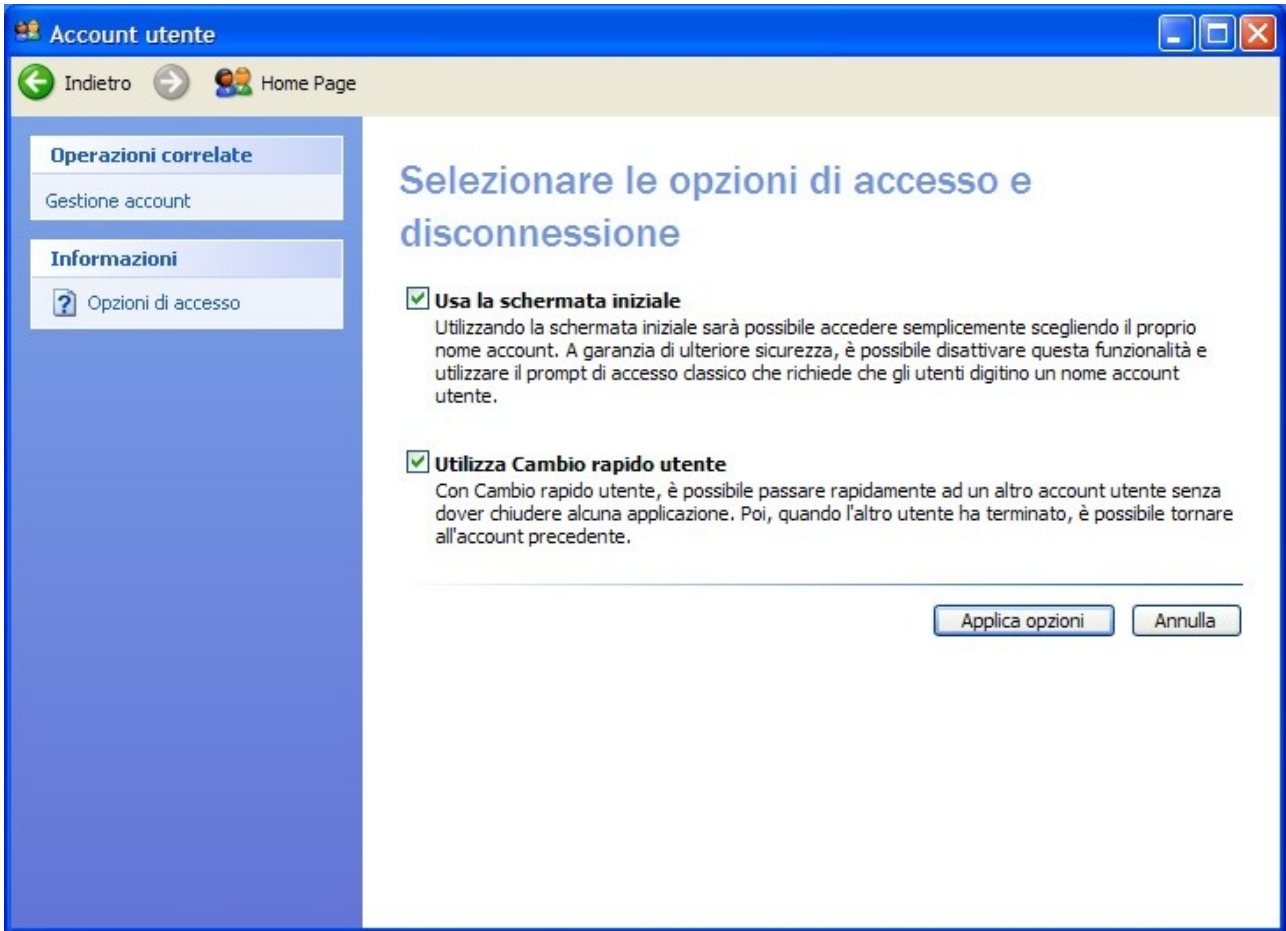 Account utente
Indietro
Home Page
Operazioni correlate
Gestione account
Informazioni
Opzioni di accesso
Selezionare le opzioni di accesso e
disconnessione
Usa la schermata iniziale
Utilizzando la schermata iniziale sarà possibile accedere semplicemente scegliendo il proprio
nome account. A garanzia di ulteriore sicurezza, è possibile disattivare questa funzionalità e
utilizzare il prompt di accesso classico che richiede che gli utenti digitino un nome account
utente.
Utilizza Cambio rapido utente
Con Cambio rapido utente, è possibile passare rapidamente ad un altro account utente senza
dover chiudere alcuna applicazione. Poi, quando l'altro utente ha terminato, è possibile tornare
all'account precedente.
Applica opzioni
Annulla